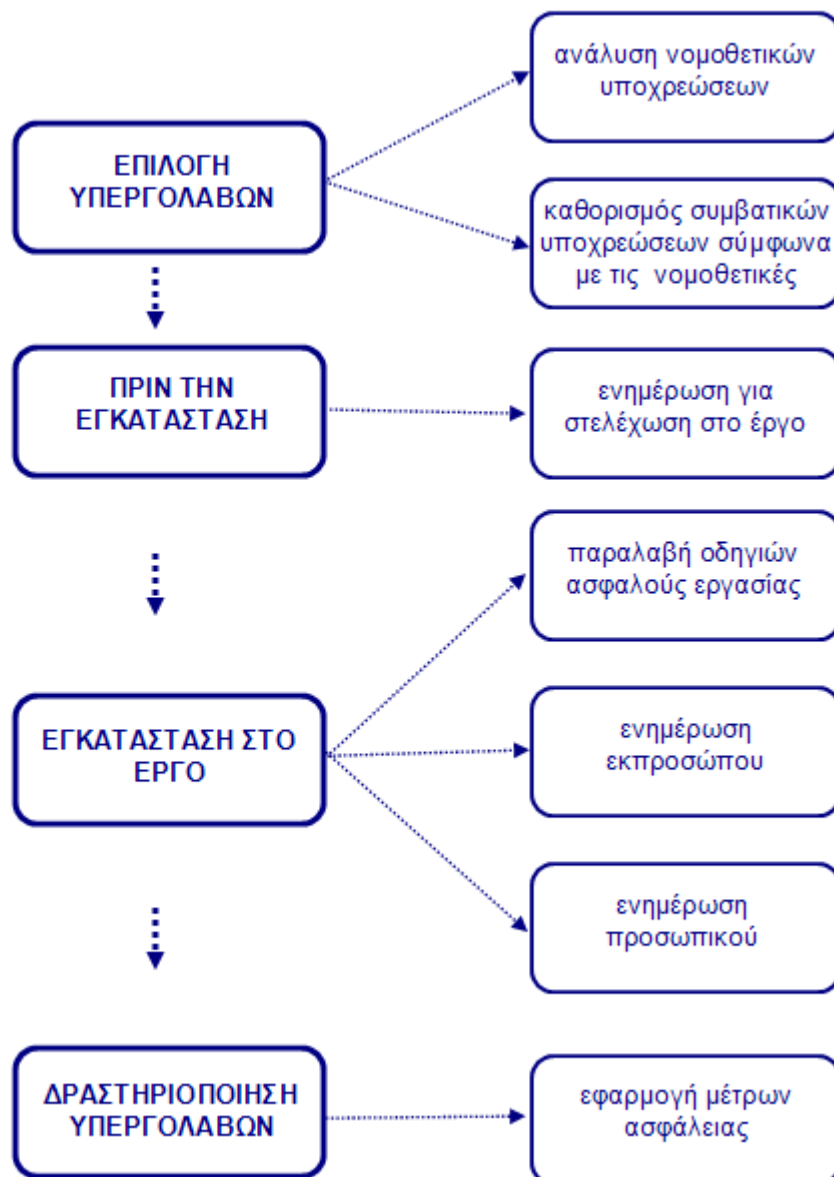 ΕΠΙΛΟΓΗ
ΥΠΕΡΓΟΛΑΒΩΝ
ανάλυση νομοθετικών
υποχρεώσεων
καθορισμός συμβατικών
υποχρεώσεων σύμφωνα
με τις νομοθετικές
ΠΡΙΝ ΤΗΝ
ΕΓΚΑΤΑΣΤΑΣΗ
ενημέρωση για
στελέχωση στο έργο
ΕΓΚΑΤΑΣΤΑΣΗ ΣΤΟ
ΕΡΓΟ
παραλαβή οδηγιών
ασφαλούς εργασίας
ενημέρωση
εκπροσώπου
ενημέρωση
προσωπικού
ΔΡΑΣΤΗΡΙΟΠΟΙΗΣΗ
ΥΠΕΡΓΟΛΑΒΩΝ
εφαρμογή μέτρων
ασφάλειας